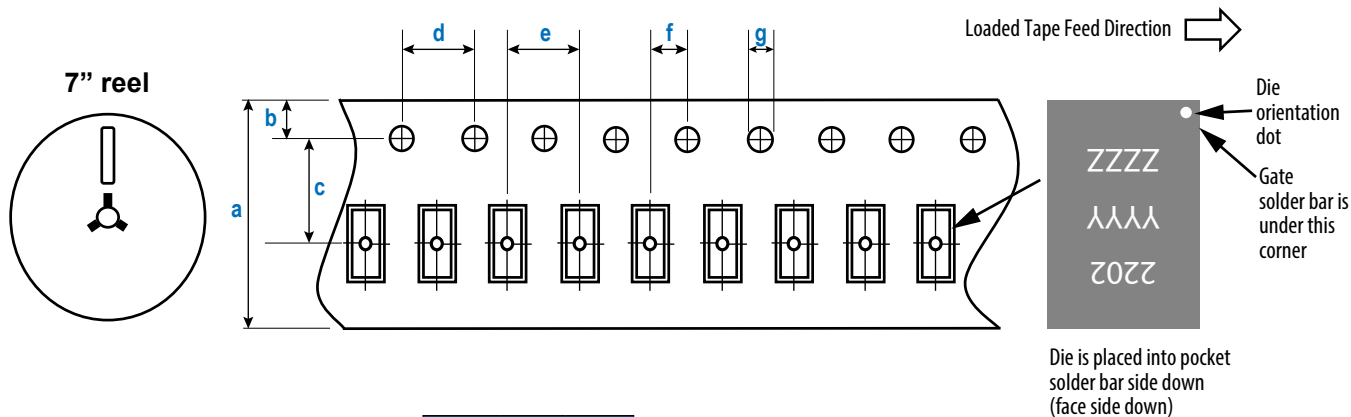 7” reel
a
b
c
d
e
f
g
Loaded Tape Feed Direction
Die
orientation
dot
Gate
solder bar is
under this
corner
2202
YYYY
ZZZZ
Die is placed into pocket
solder bar side down
(face side down)